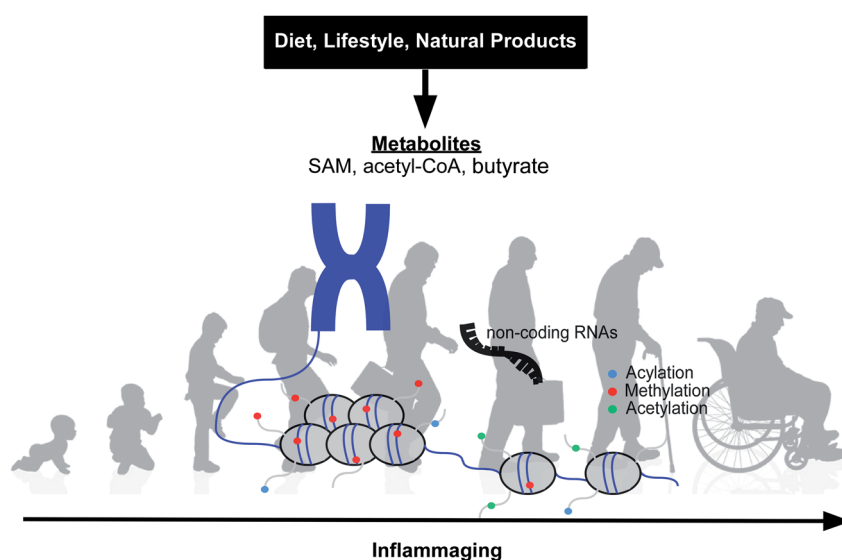 Diet, Lifestyle, Natural Products
Metabolites
SAM, acetyl-CoA, butyrate
non-coding RNAs
Acylation
Methylation
Acetylation
Inflammaging